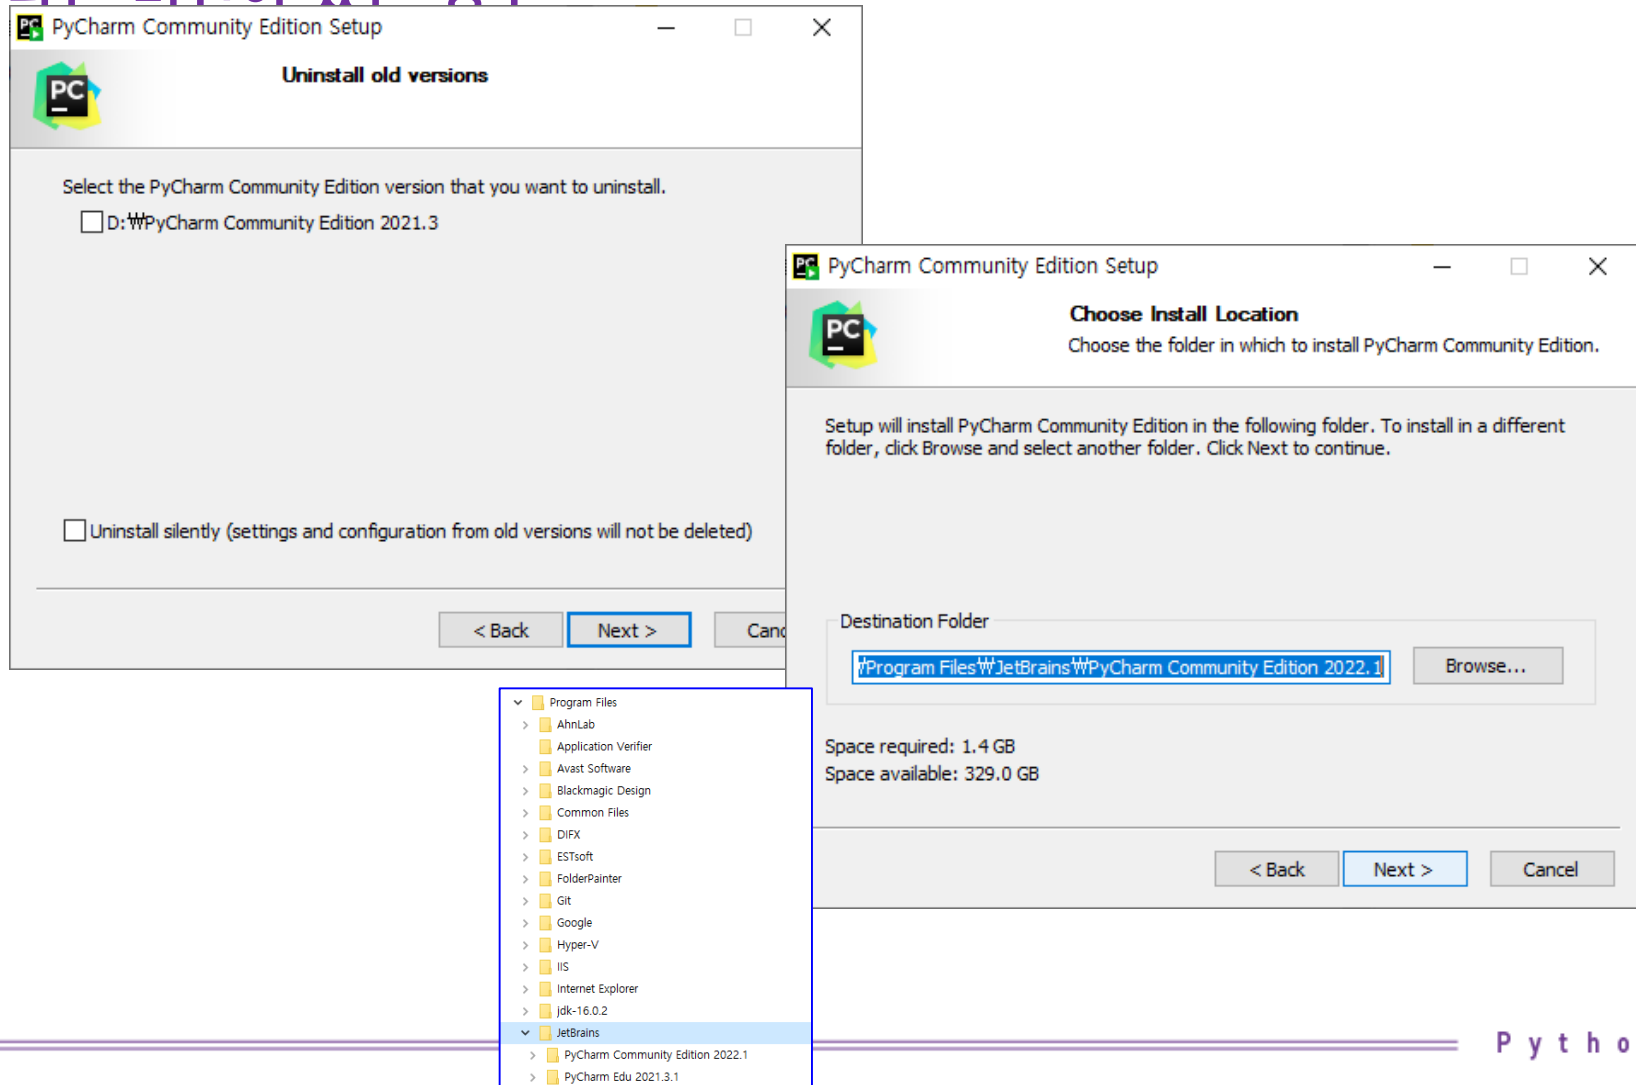 PyCharm Community Edition Setup
Uninstall old versions
Select the PyCharm Community Edition version that you want to uninstall.
D:₩PyCharm Community Edition 2021.3
Uninstall silently (settings and configuration from old versions will not be deleted)
< Back
Next >
Canc
PyCharm Community Edition Setup
Choose Install Location
Choose the folder in which to install PyCharm Community Edition.
Setup will install PyCharm Community Edition in the following folder. To install in a different
folder, click Browse and select another folder. Click Next to continue.
Destination Folder
₩Program Files₩JetBrains₩PyCharm Community Edition 2022.1
Browse...
Space required: 1.4 GB
Space available: 329.0 GB
< Back
Next >
Cancel
Program Files
AhnLab
Application Verifier
Avast Software
Blackmagic Design
Common Files
DIFX
ESTsoft
FolderPainter
Git
Google
Hyper-V
IIS
Internet Explorer
jdk-16.0.2
JetBrains
PyCharm Community Edition 2022.1
PyCharm Edu 2021.3.1
Pytho